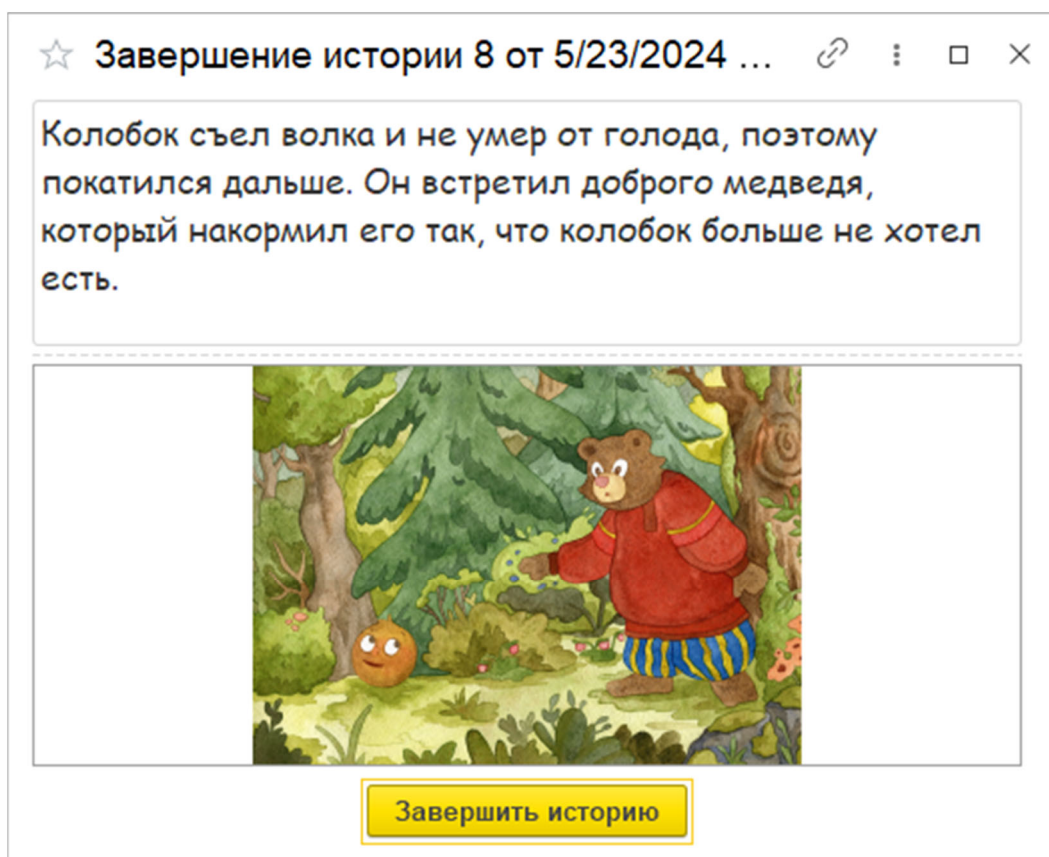 Завершение истории 8 от 5/23/2024 ...
Колобок съел волка и не умер от голода, поэтому
покатился дальше. Он встретил доброго медведя,
который накормил его так, что колобок больше не хотел
есть.
Завершить историю